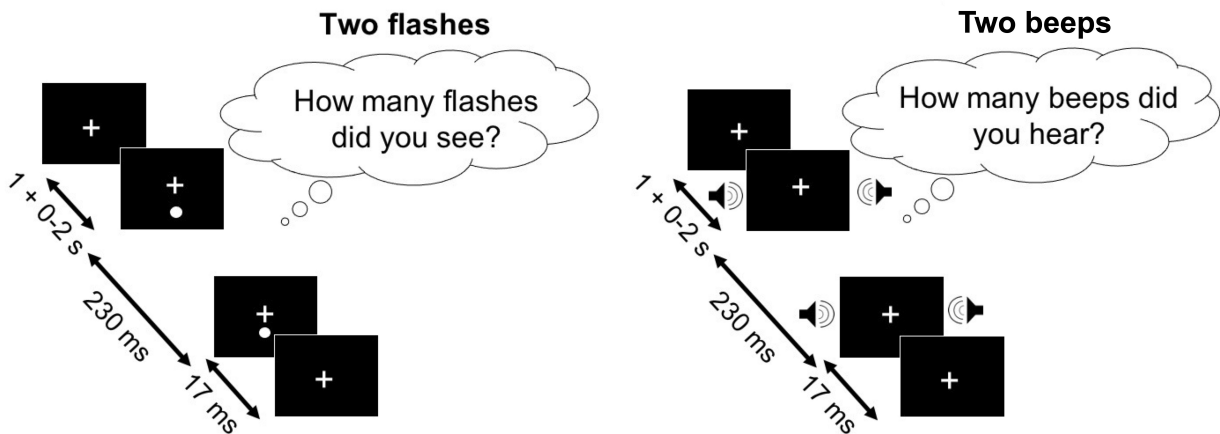 Two flashes
How many flashes
did you see?
1 + 0-2 s
230 ms
17 ms
Two beeps
How many beeps did
you hear?
1 + 0-2 s
230 ms
17 ms